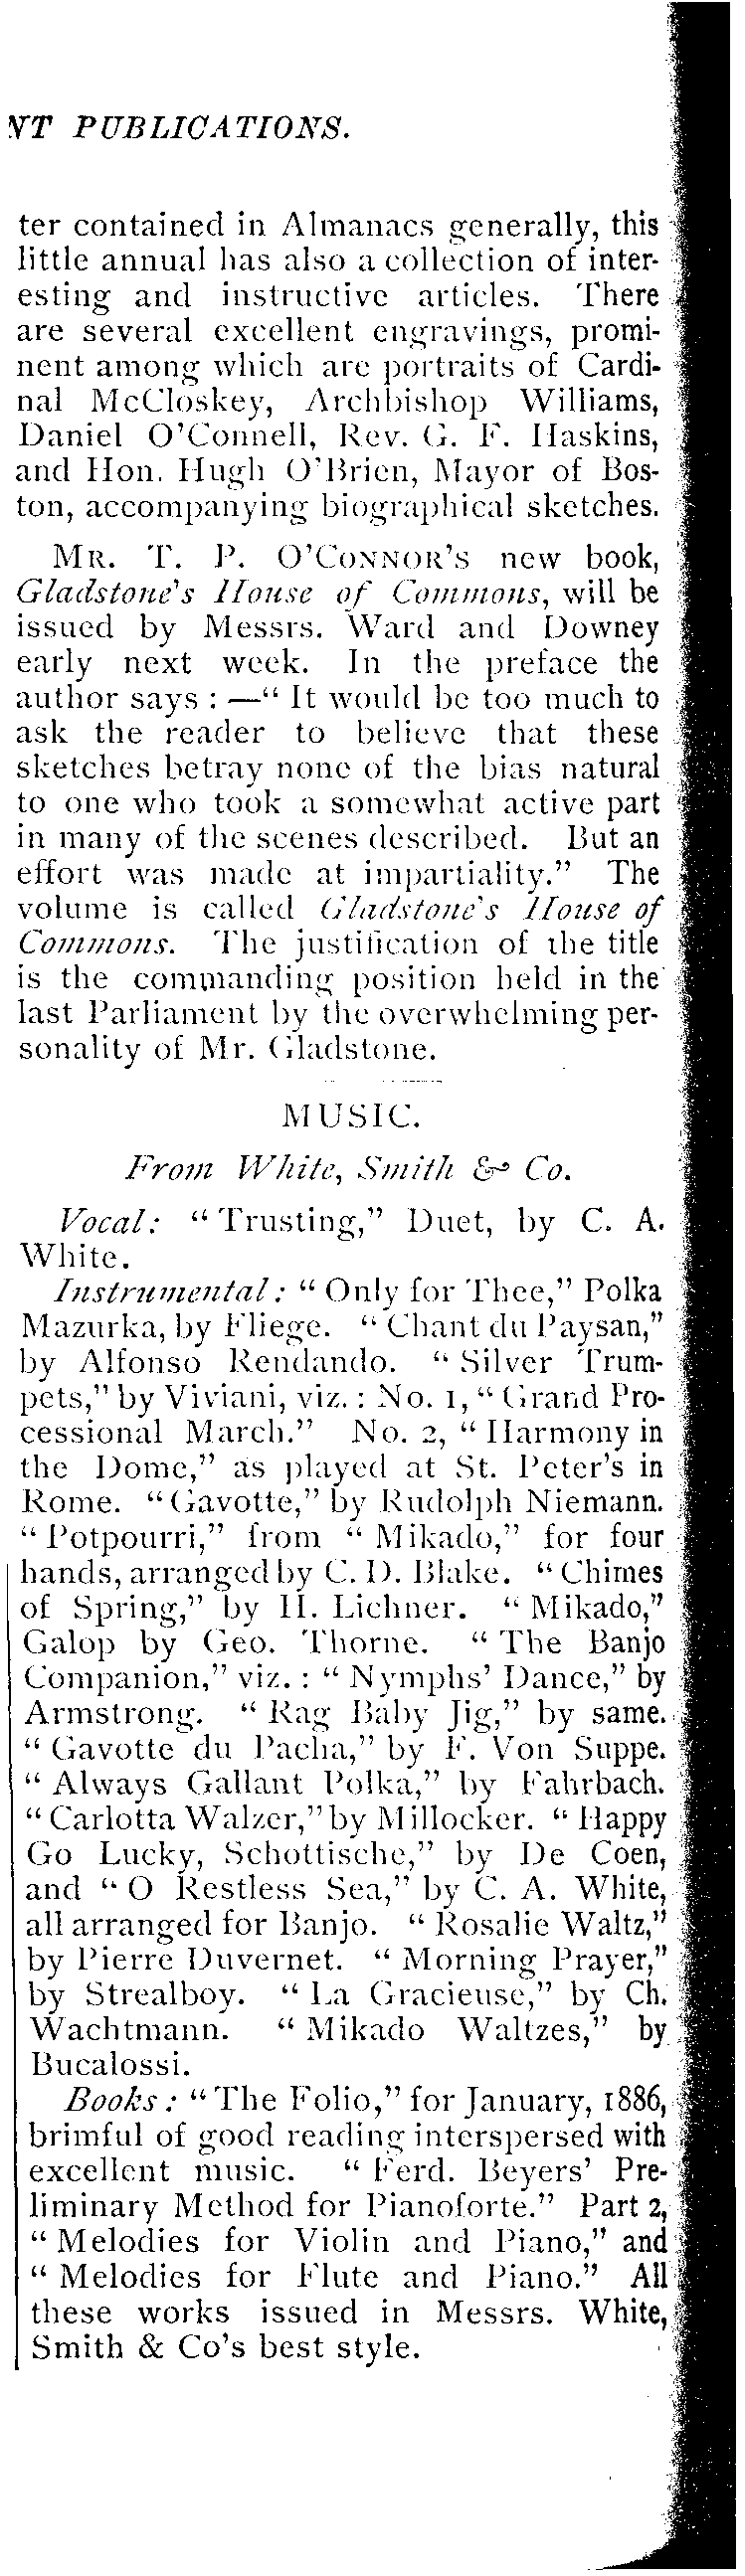 NT PUBLICATIONS.
ter contained in Almanacs generally, this
little annual has also a collection of inter-
esting and instructive articles. There
are several excellent engravings, promi-
nent among which are portraits of Cardi-
nal McCloskey, Archbishop Williams,
Daniel O'Connell, Rev. G. F. Haskins,
and Hon. Hugh O'Brien, Mayor of Bos-
ton, accompanying biographical sketches.
MR. T. P. O'CONNOR'S new book,
Gladstone's House of Commons, will be
issued by Messrs. Ward and Downey
early next week. In the preface the
author says : —" It would be too much to
ask the reader to believe that these
sketches betray none of the bias natural
to one who took a somewhat active part
in many of the scenes described. But an
effort was made at impartiality." The
volume is called Gladstone's House of
Commons. The justification of the title
is the commanding position held in the
last Parliament by the overwhelming per-
sonality of Mr. Gladstone.
MUSIC.
From White, Smith & Co.
Vocal: "Trusting," Duet, by C. A.
White.
Instrumental: "Only for Thee," Polka
Mazurka, by Fliege. "Chant du Paysan,"
by Alfonso Rendando. "Silver Trum-
pets," by Viviani, viz. : No. 1, "Grand Pro-
cessional March." No. 2, "Harmony in
the Dome," as played at St. Peter's in
Rome. "Gavotte," by Rudolph Niemann.
"Potpourri," from "Mikado," for four
hands, arranged by C. D. Blake. "Chimes
of Spring," by H. Lichner. "Mikado,"
Galop by Geo. Thorne. "The Banjo
Companion," viz. : "Nymphs' Dance," by
Armstrong. "Rag Baby Jig," by same.
"Gavotte du Pacha," by F. Von Suppe.
"Always Gallant Polka," by Fahrbach.
"Carlotta Walzer," by Millocker. "Happy
Go Lucky, Schottische," by De Coen,
and "O Restless Sea," by C. A. White,
all arranged for Banjo. "Rosalie Waltz,"
by Pierre Duvernet. "Morning Prayer,"
by Strealboy. "La Gracieuse," by Ch.
Wachtmann. "Mikado Waltzes," by
Bucalossi.
Books: "The Folio," for January, 1886,
brimful of good reading interspersed with
excellent music. "Ferd. Beyers' Pre-
liminary Method for Pianoforte." Part 2,
"Melodies for Violin and Piano," and
"Melodies for Flute and Piano." All
these works issued in Messrs. White,
Smith & Co's best style.